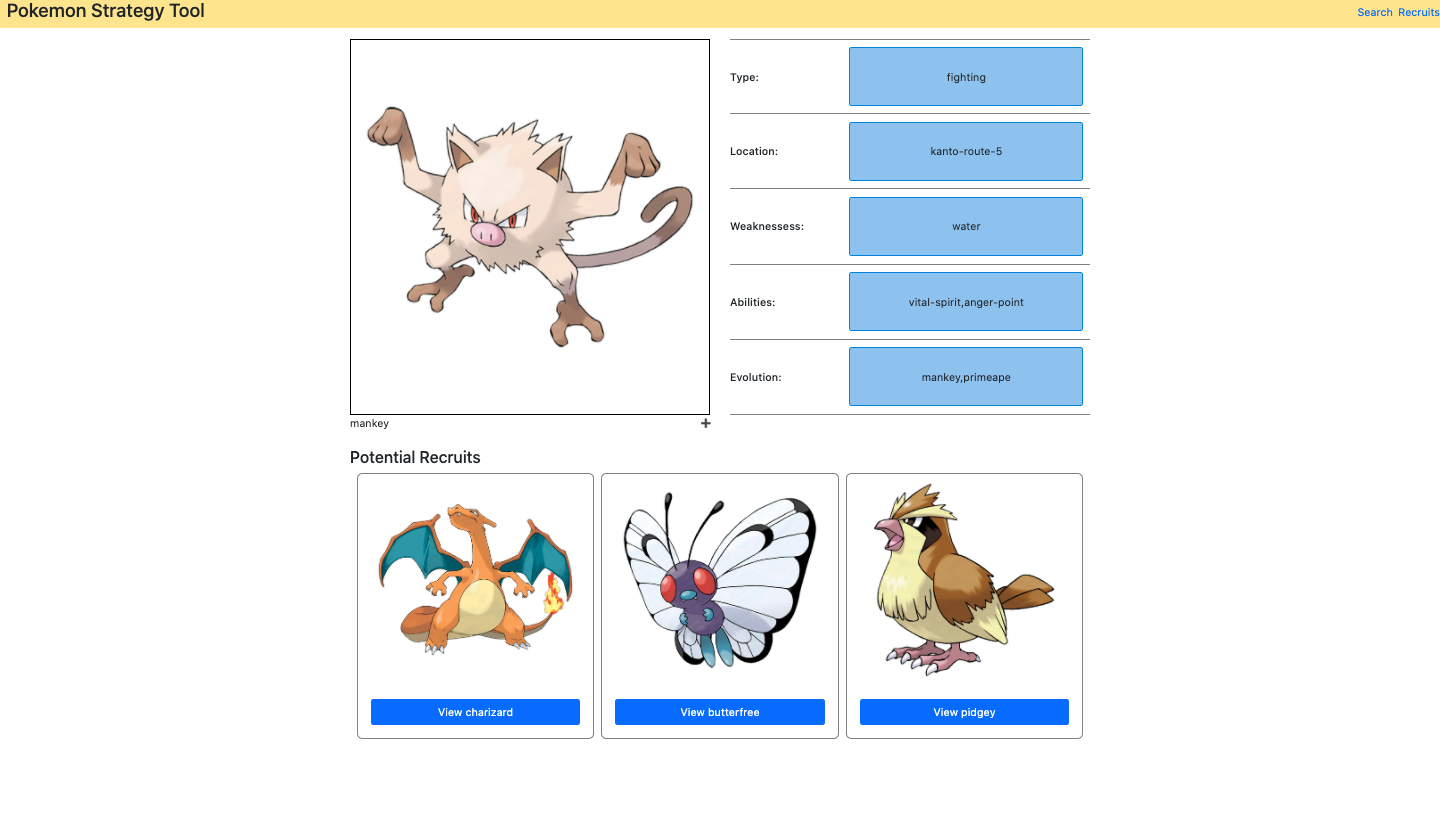 Pokemon Strategy Tool
Search Recruits
Type: fighting
Location: kanto-route-5
Weaknessess: water
Abilities: vital-spirit,anger-point
Evolution: mankey,primeape
mankey +
Potential Recruits
View charizard View butterfree View pidgey